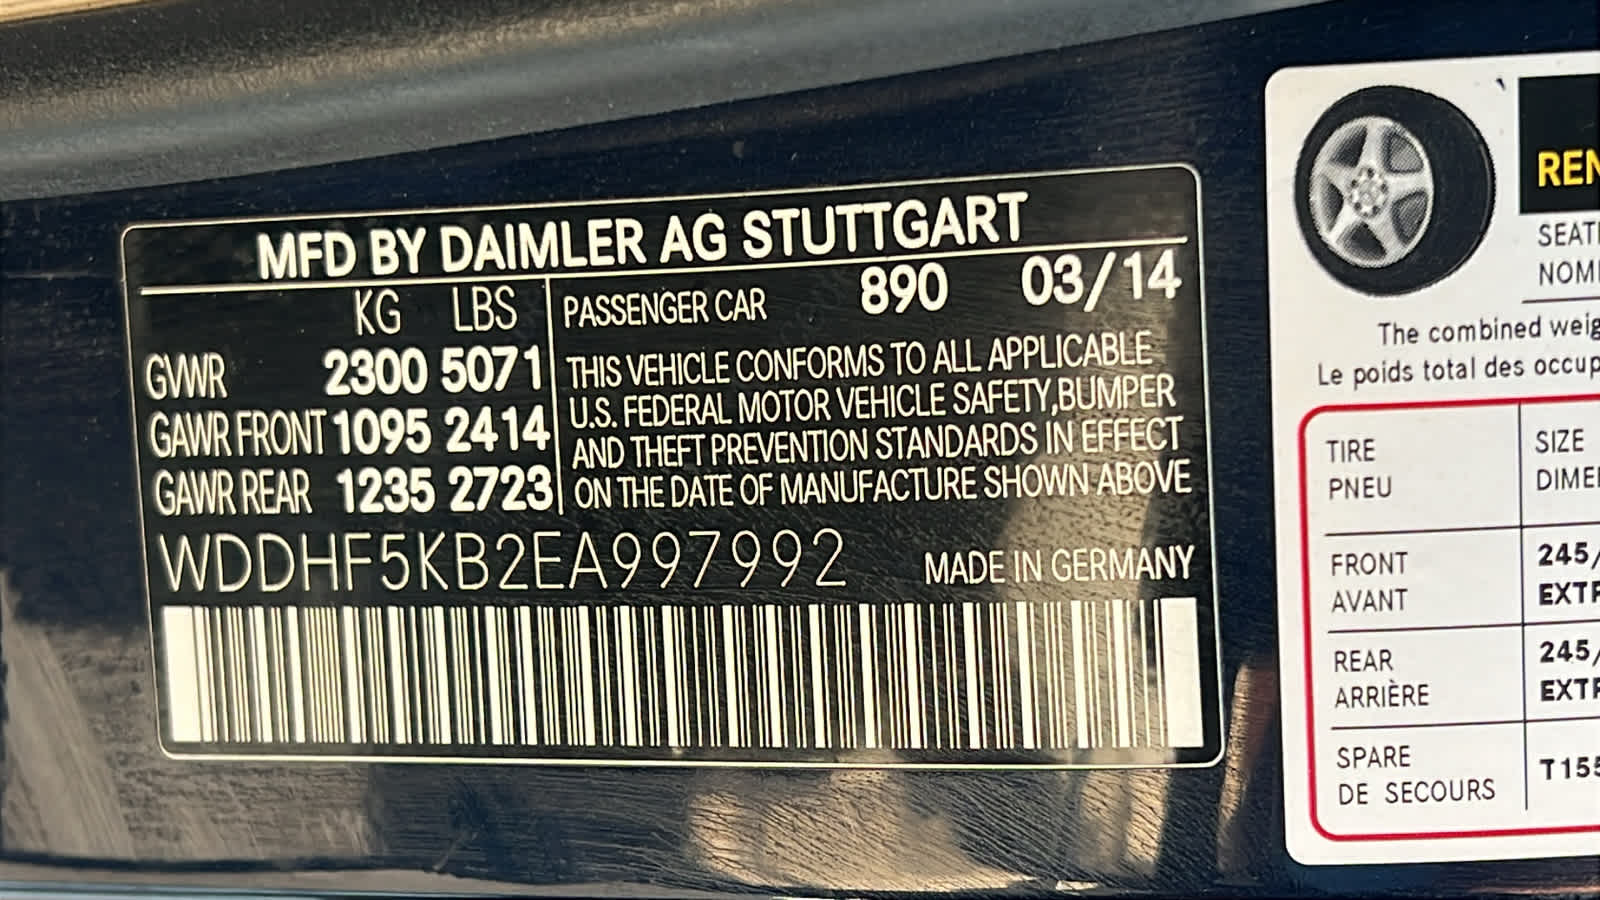 MFD BY DAIMLER AG STUTTGART
KG LBS
GVWR 2300 5071
GAWR FRONT 1095 2414
GAWR REAR 1235 2723
PASSENGER CAR 890 03/14
THIS VEHICLE CONFORMS TO ALL APPLICABLE
U.S. FEDERAL MOTOR VEHICLE SAFETY,BUMPER
AND THEFT PREVENTION STANDARDS IN EFFECT
ON THE DATE OF MANUFACTURE SHOWN ABOVE
WDDHF5KB2EA997992 MADE IN GERMANY
The combined
Le poids total des
TIRE SIZE
PNEU
FRONT 245/
AVANT
REAR 245/
ARRIÈRE
SPARE T155
DE SECOURS